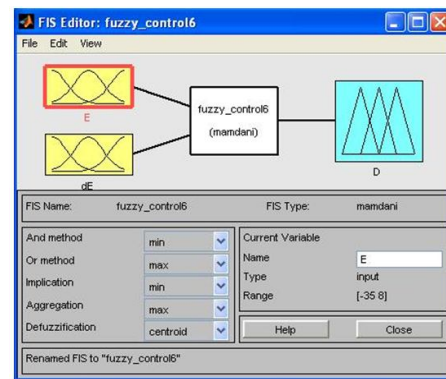 FIS Editor: fuzzy_control6
File Edit View
E
dE
fuzzy_control6
(mamdani)
D
FIS Name: fuzzy_control6 FIS Type: mamdani
And method min
Or method max
Implication min
Aggregation max
Defuzzification centroid
Current Variable
Name E
Type input
Range [-35 8]
Help Close
Renamed FIS to "fuzzy_control6"